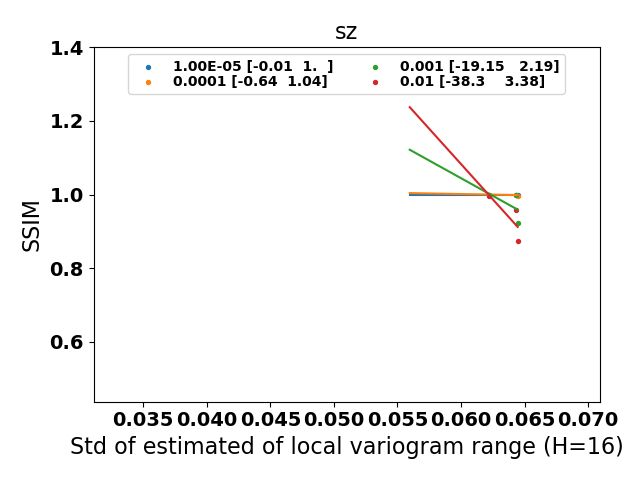 sz
1.00E-05 [-0.01  1.  ]
0.0001 [-0.64  1.04]
0.001 [-19.15   2.19]
0.01 [-38.3    3.38]
1.4
1.2
1.0
0.8
0.6
SSIM
0.035 0.040 0.045 0.050 0.055 0.060 0.065 0.070
Std of estimated of local variogram range (H=16)